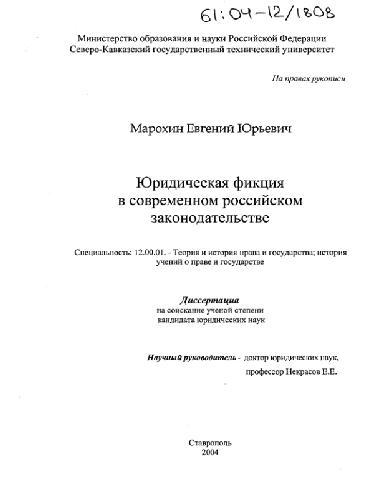 61:04-12/1808
Министерство образования и науки Российской Федерации
Северо-Кавказский государственный технический университет
На правах рукописи
Марохин Евгений Юрьевич
Юридическая фикция
в современном российском
законодательстве
Специальность: 12.00.01. - Теория и история права и государства; история
учений о праве и государстве
Диссертация
на соискание ученой степени
кандидата юридических наук
Научный руководитель - доктор юридических наук,
профессор Некрасов Е.Е.
Ставрополь
2004